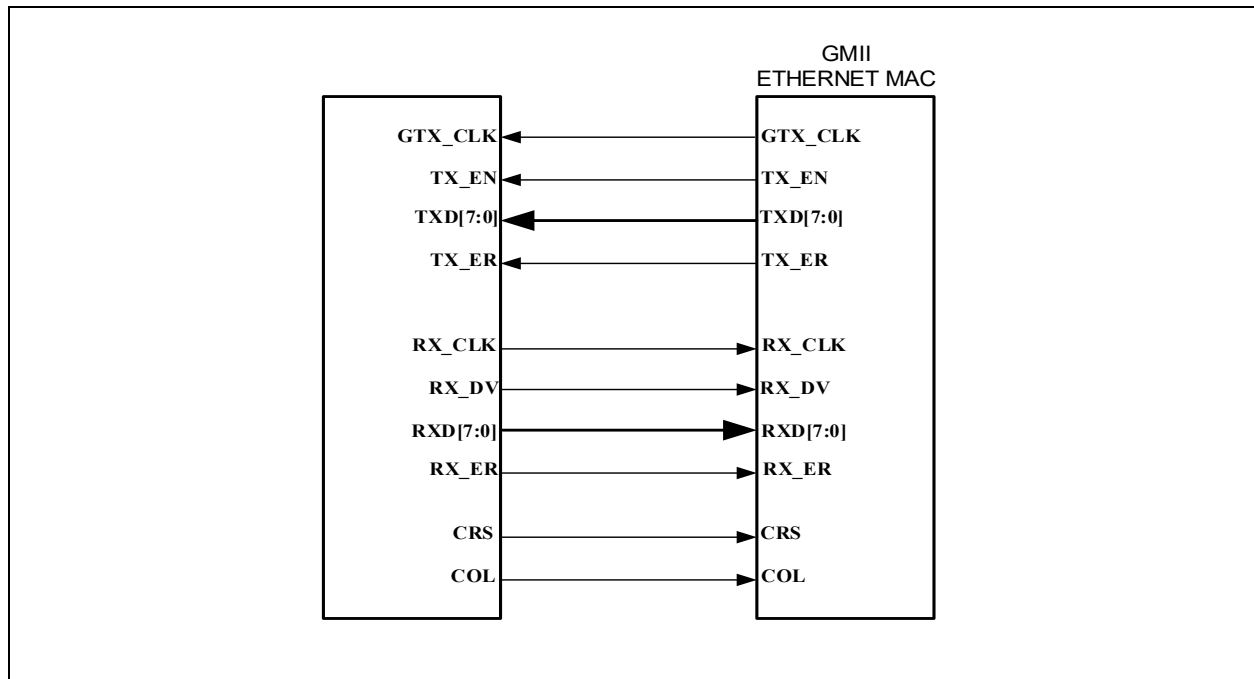 GMII
ETHERNET MAC
GTX_CLK GTX_CLK
TX_EN TX_EN
TXD[7:0] TXD[7:0]
TX_ER TX_ER
RX_CLK RX_CLK
RX_DV RX_DV
RXD[7:0] RXD[7:0]
RX_ER RX_ER
CRS CRS
COL COL